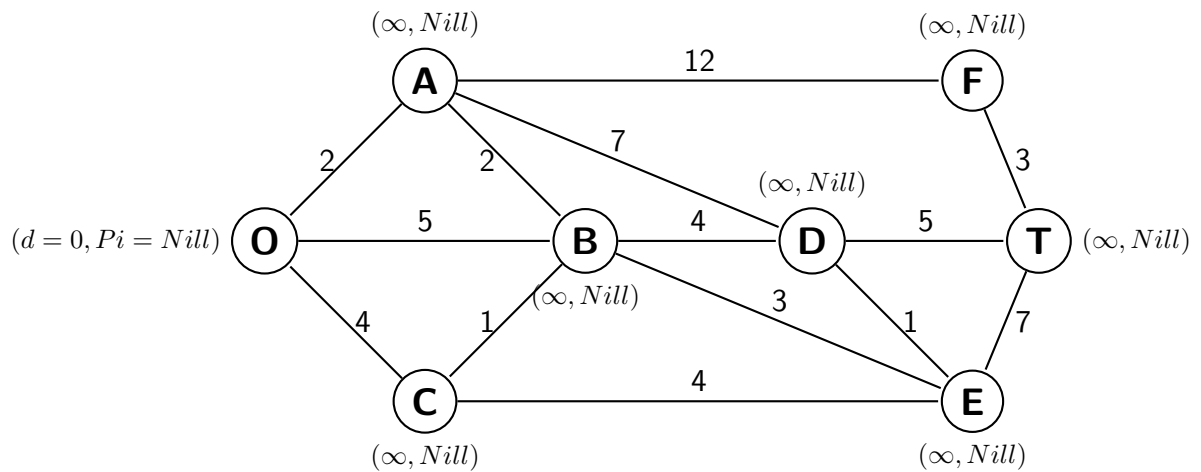 (∞, Nill)
(∞, Nill)
A
12
F
2
2
7
3
(∞, Nill)
(d = 0, Pi = Nill)
O
5
B
4
D
5
T
(∞, Nill)
(∞, Nill)
4
1
3
1
7
C
4
E
(∞, Nill)
(∞, Nill)